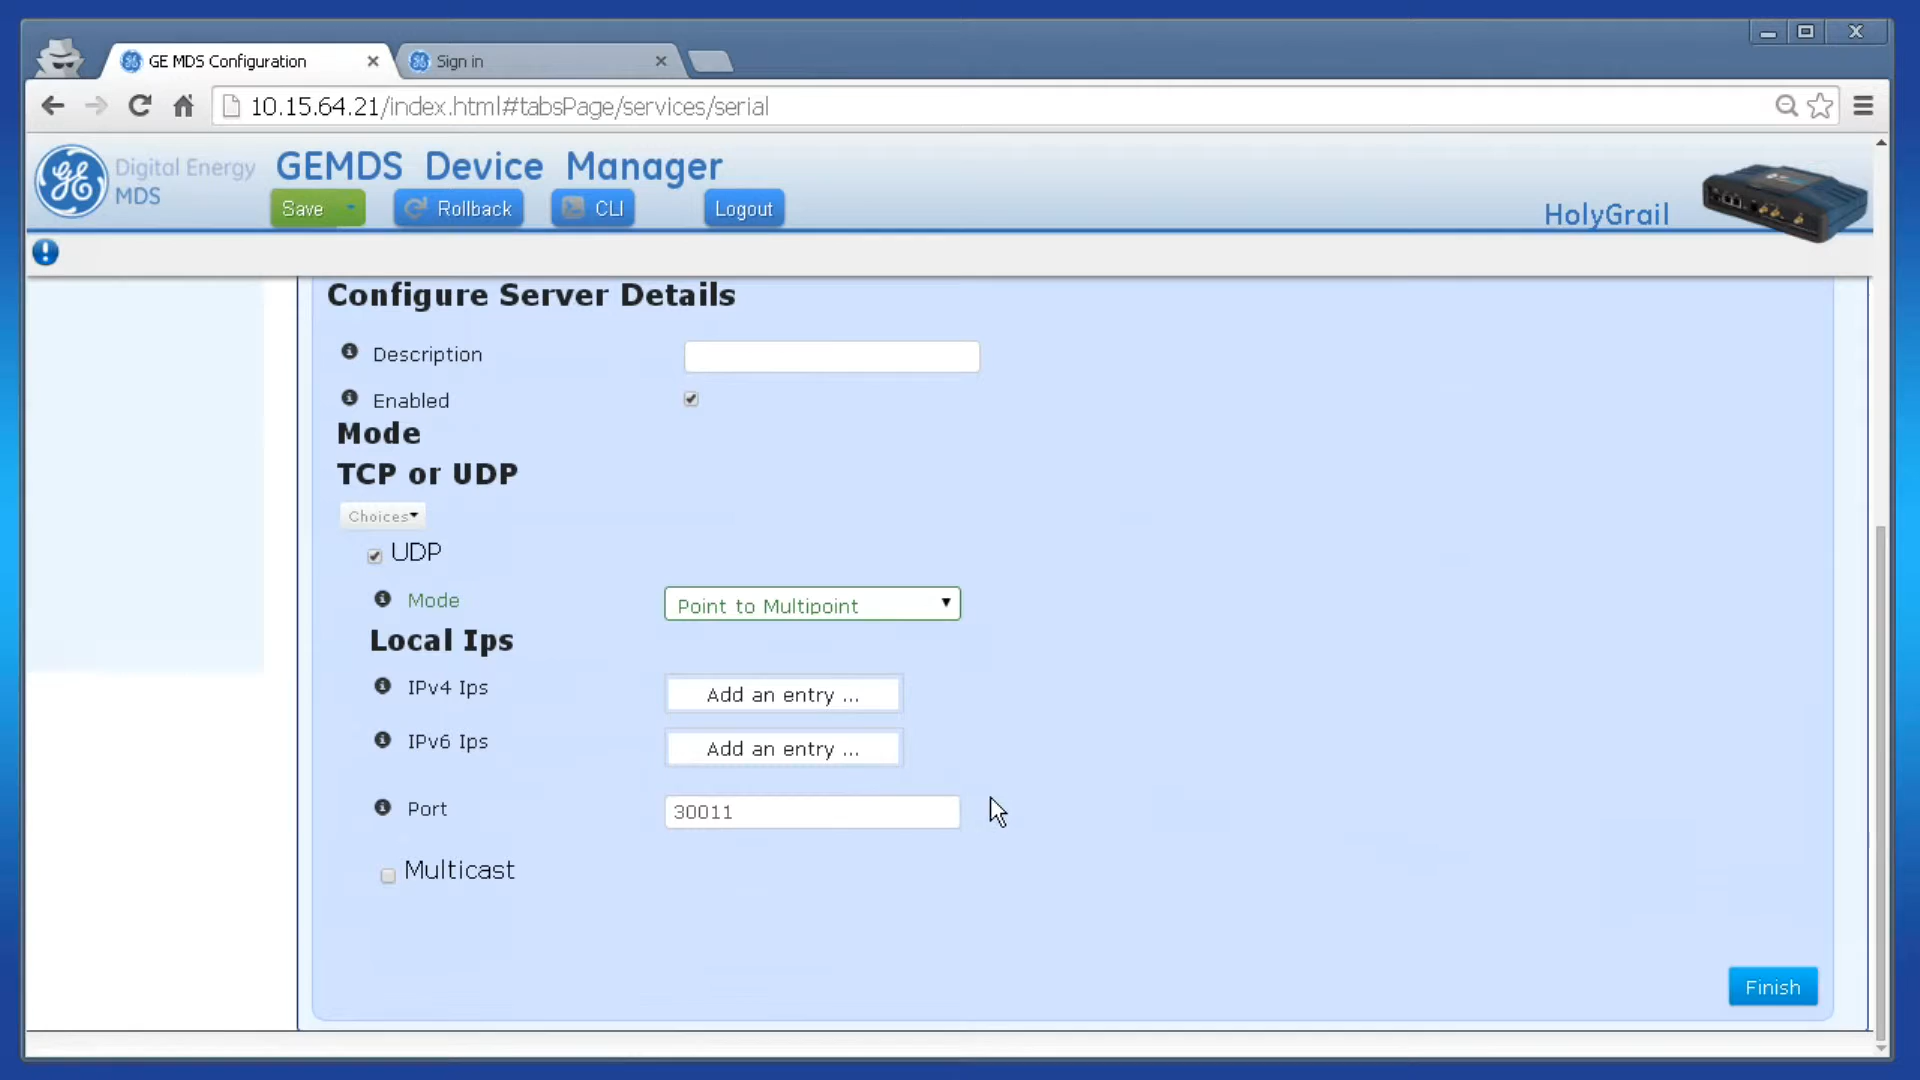 GE MDS Configuration
Sign in
10.15.64.21/index.html#tabsPage/services/serial
Digital Energy
MDS
GEMDS Device Manager
Save
Rollback
CLI
Logout
HolyGrail
Configure Server Details
Description
Enabled
Mode
TCP or UDP
Choices
UDP
Mode
Point to Multipoint
Local Ips
IPv4 Ips
Add an entry ...
IPv6 Ips
Add an entry ...
Port
30011
Multicast
Finish